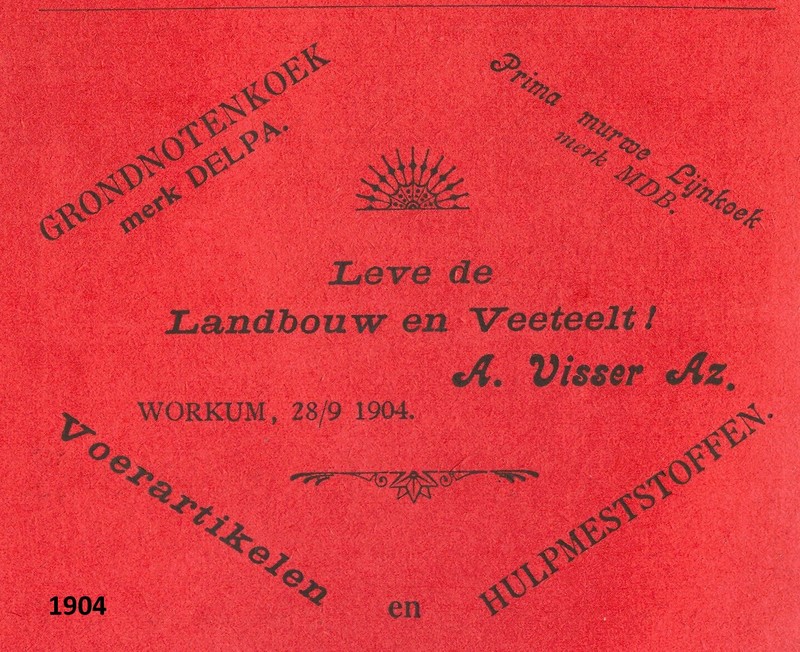 GRONDNOTENKOEK
merk DELPA.
Prima murwe Lijnkoek
merk MDB.
Leve de
Landbouw en Veeteelt!
A. Visser Az.
WORKUM, 28/9 1904.
Voerartikelen
en
HULPMESTSTOFFEN.
1904